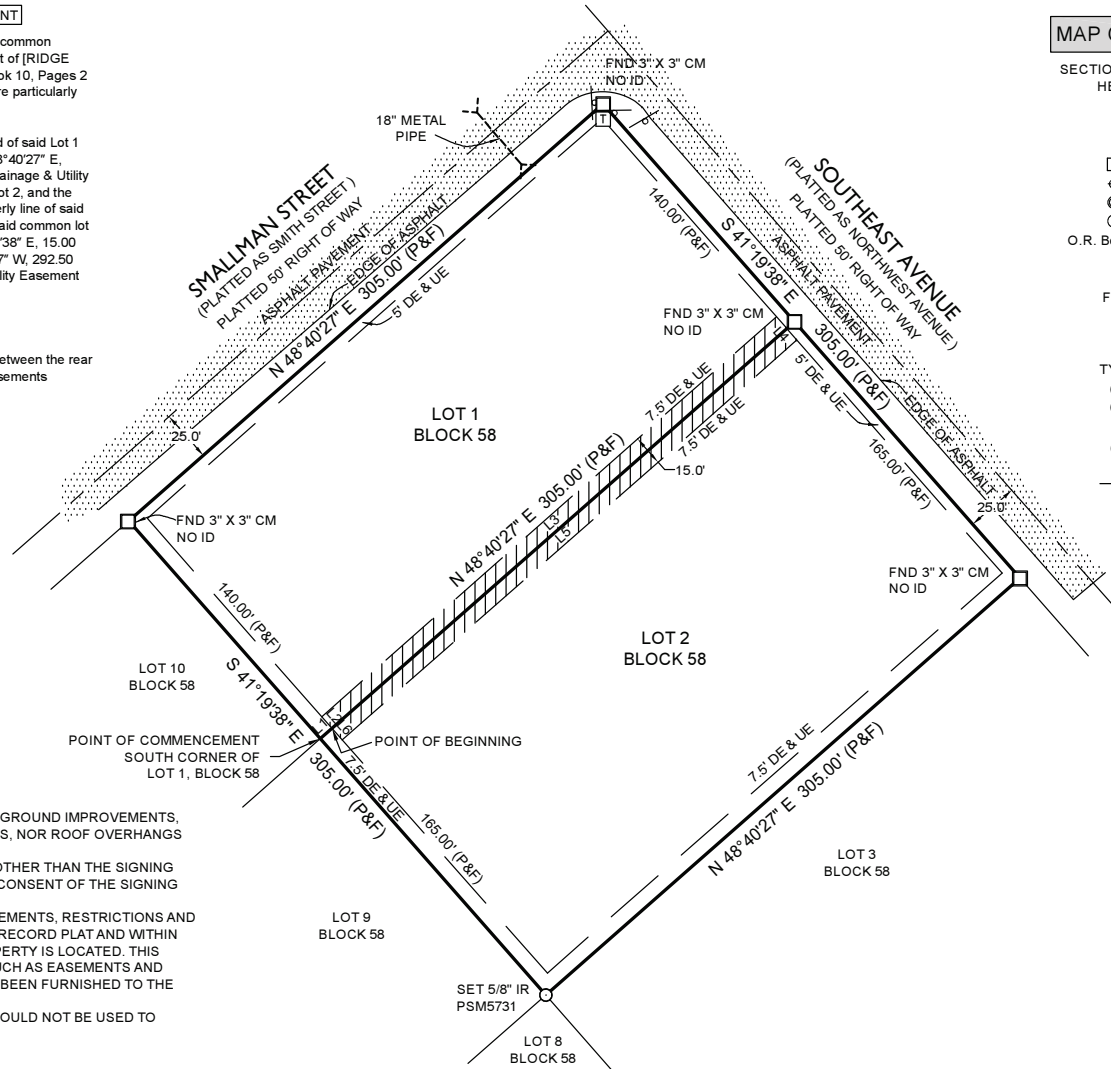 NT
common
t of [RIDGE
ok 10, Pages 2
re particularly
d of said Lot 1
8°40'27" E,
ainage & Utility
ot 2, and the
erly line of said
aid common lot
'38" E, 15.00
7" W, 292.50
ility Easement
between the rear
sements
MAP
SECTIO
HE
O.R. B
F
TY
FND 3" X 3" CM
NO ID
T
18" METAL
PIPE
SMALLMAN STREET
(PLATTED AS SMITH STREET )
PLATTED 50' RIGHT OF WAY
ASPHALT PAVEMENT
EDGE OF ASPHALT
N 48°40'27" E 305.00' (P&F)
5' DE & UE
25.0'
SOUTHEAST AVENUE
(PLATTED AS NORTHWEST AVENUE )
PLATTED 50' RIGHT OF WAY
ASPHALT PAVEMENT
140.00' (P&F)
S 41°19'38" E 305.00' (P&F)
FND 3" X 3" CM
NO ID
5' DE & UE
EDGE OF ASPHALT
165.00' (P&F)
25.0'
LOT 1
BLOCK 58
7.5' DE & UE
7.5' DE & UE
15.0'
N 48°40'27" E 305.00' (P&F)
L3
L5
FND 3" X 3" CM
NO ID
FND 3" X 3" CM
NO ID
140.00' (P&F)
LOT 2
BLOCK 58
LOT 10
BLOCK 58
S 41°19'38" E 305.00' (P&F)
POINT OF COMMENCEMENT
SOUTH CORNER OF
LOT 1, BLOCK 58
POINT OF BEGINNING
7.5' DE & UE
165.00' (P&F)
7.5' DE & UE
N 48°40'27" E 305.00' (P&F)
LOT 3
BLOCK 58
GROUND IMPROVEMENTS,
S, NOR ROOF OVERHANGS
OTHER THAN THE SIGNING
CONSENT OF THE SIGNING
EMENTS, RESTRICTIONS AND
RECORD PLAT AND WITHIN
PERTY IS LOCATED. THIS
UCH AS EASEMENTS AND
BEEN FURNISHED TO THE
OULD NOT BE USED TO
LOT 9
BLOCK 58
SET 5/8" IR
PSM5731
LOT 8
BLOCK 58